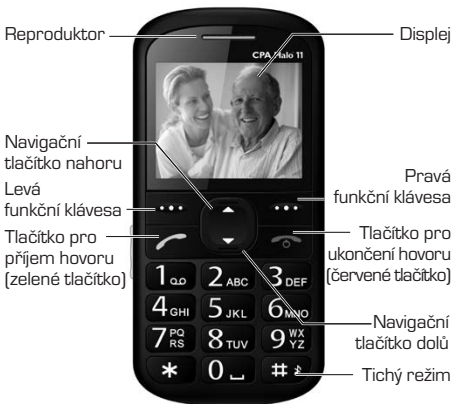 Reproduktor
Displej
CPA Halo 11
Navigační
tlačítko nahoru
Levá
funkční klávesa
Pravá
funkční klávesa
Tlačítko pro
příjem hovoru
(zelené tlačítko)
Tlačítko pro
ukončení hovoru
(červené tlačítko)
1
2 ABC
3 DEF
4 GHI
5 JKL
6 MNO
7 PQ
RS
8 TUV
9 WX
YZ
* 0 #
Navigační
tlačítko dolů
Tichý režim